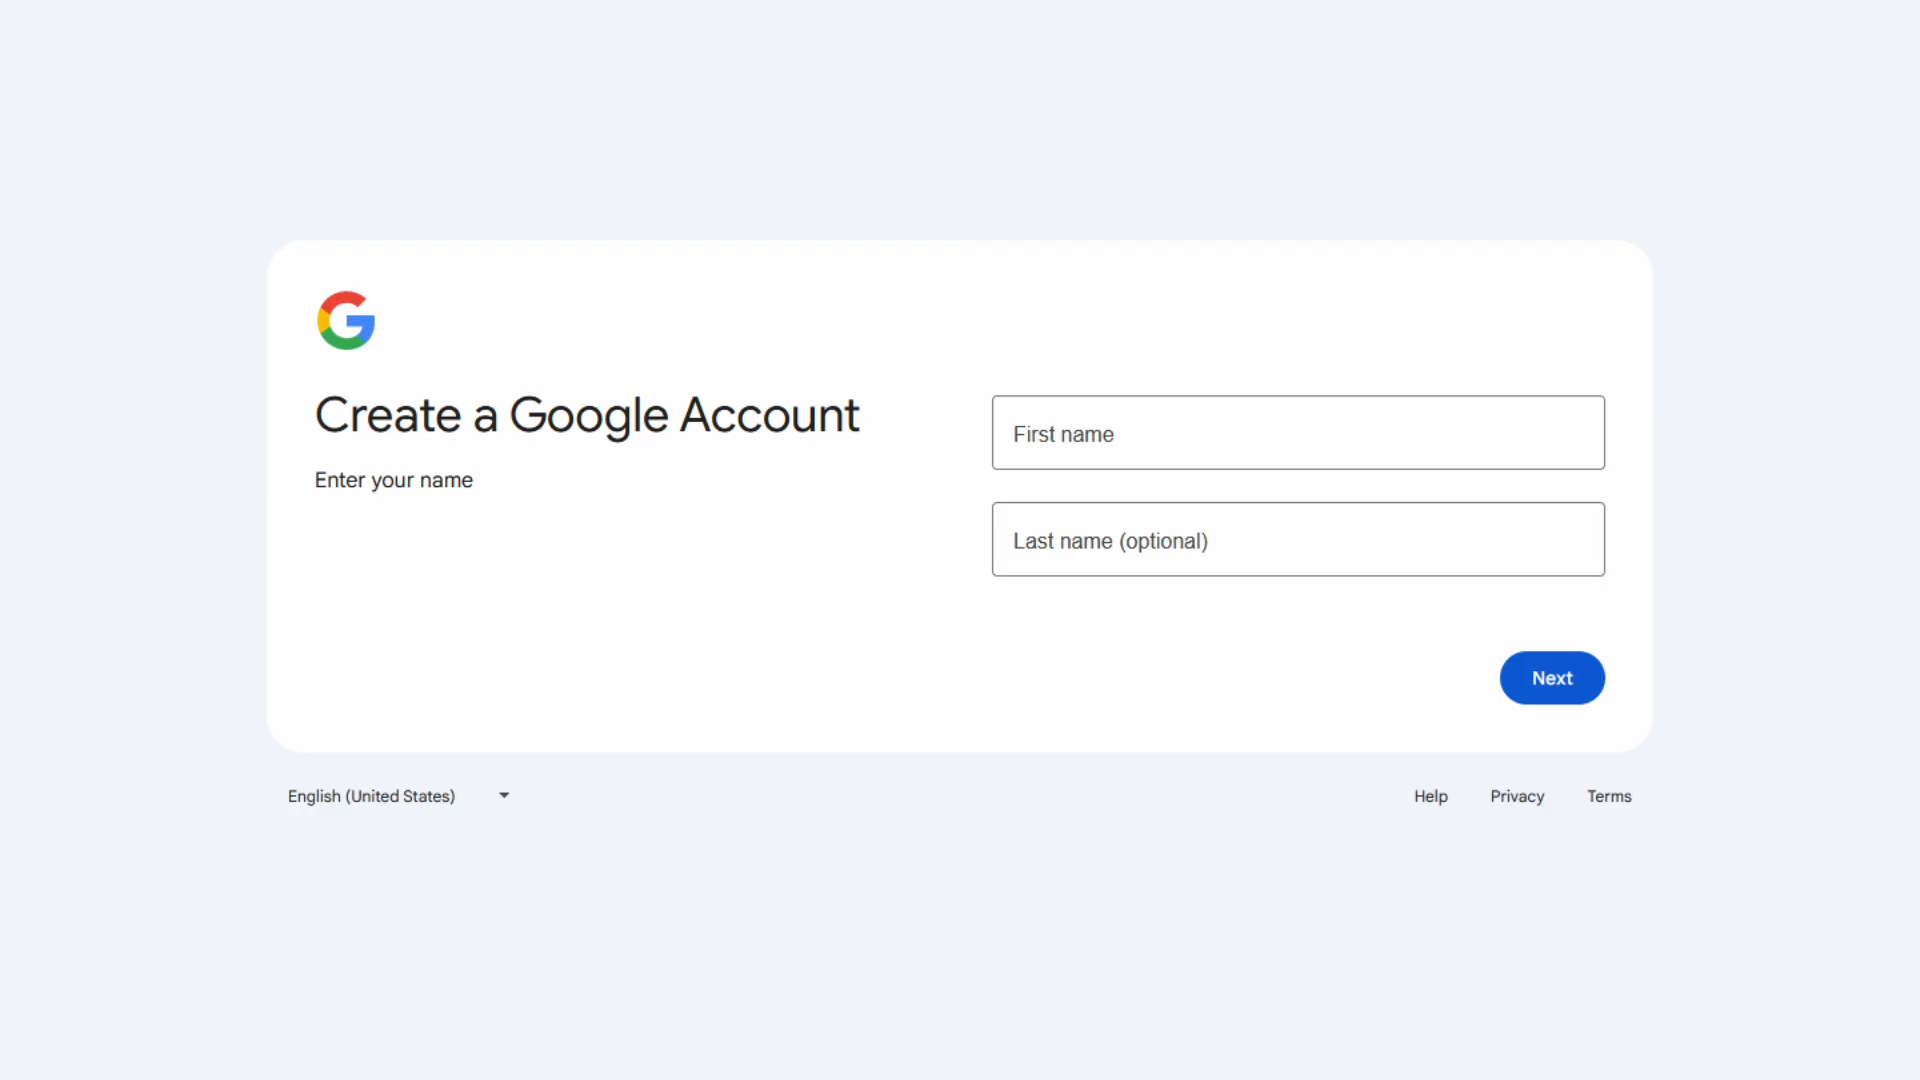 Create a Google Account
Enter your name
First name
Last name (optional)
Next
English (United States)
Help Privacy Terms